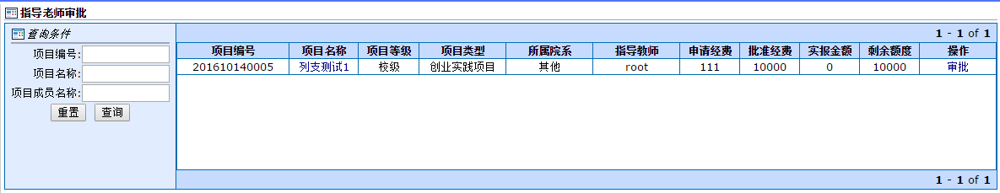 指导老师审批
查询条件
项目编号:
项目名称:
项目成员名称:
重置 查询
1 - 1 of 1
项目编号 项目名称 项目等级 项目类型 所属院系 指导教师 申请经费 批准经费 实报金额 剩余额度 操作
201610140005 列支测试1 校级 创业实践项目 其他 root 111 10000 0 10000 审批
1 - 1 of 1